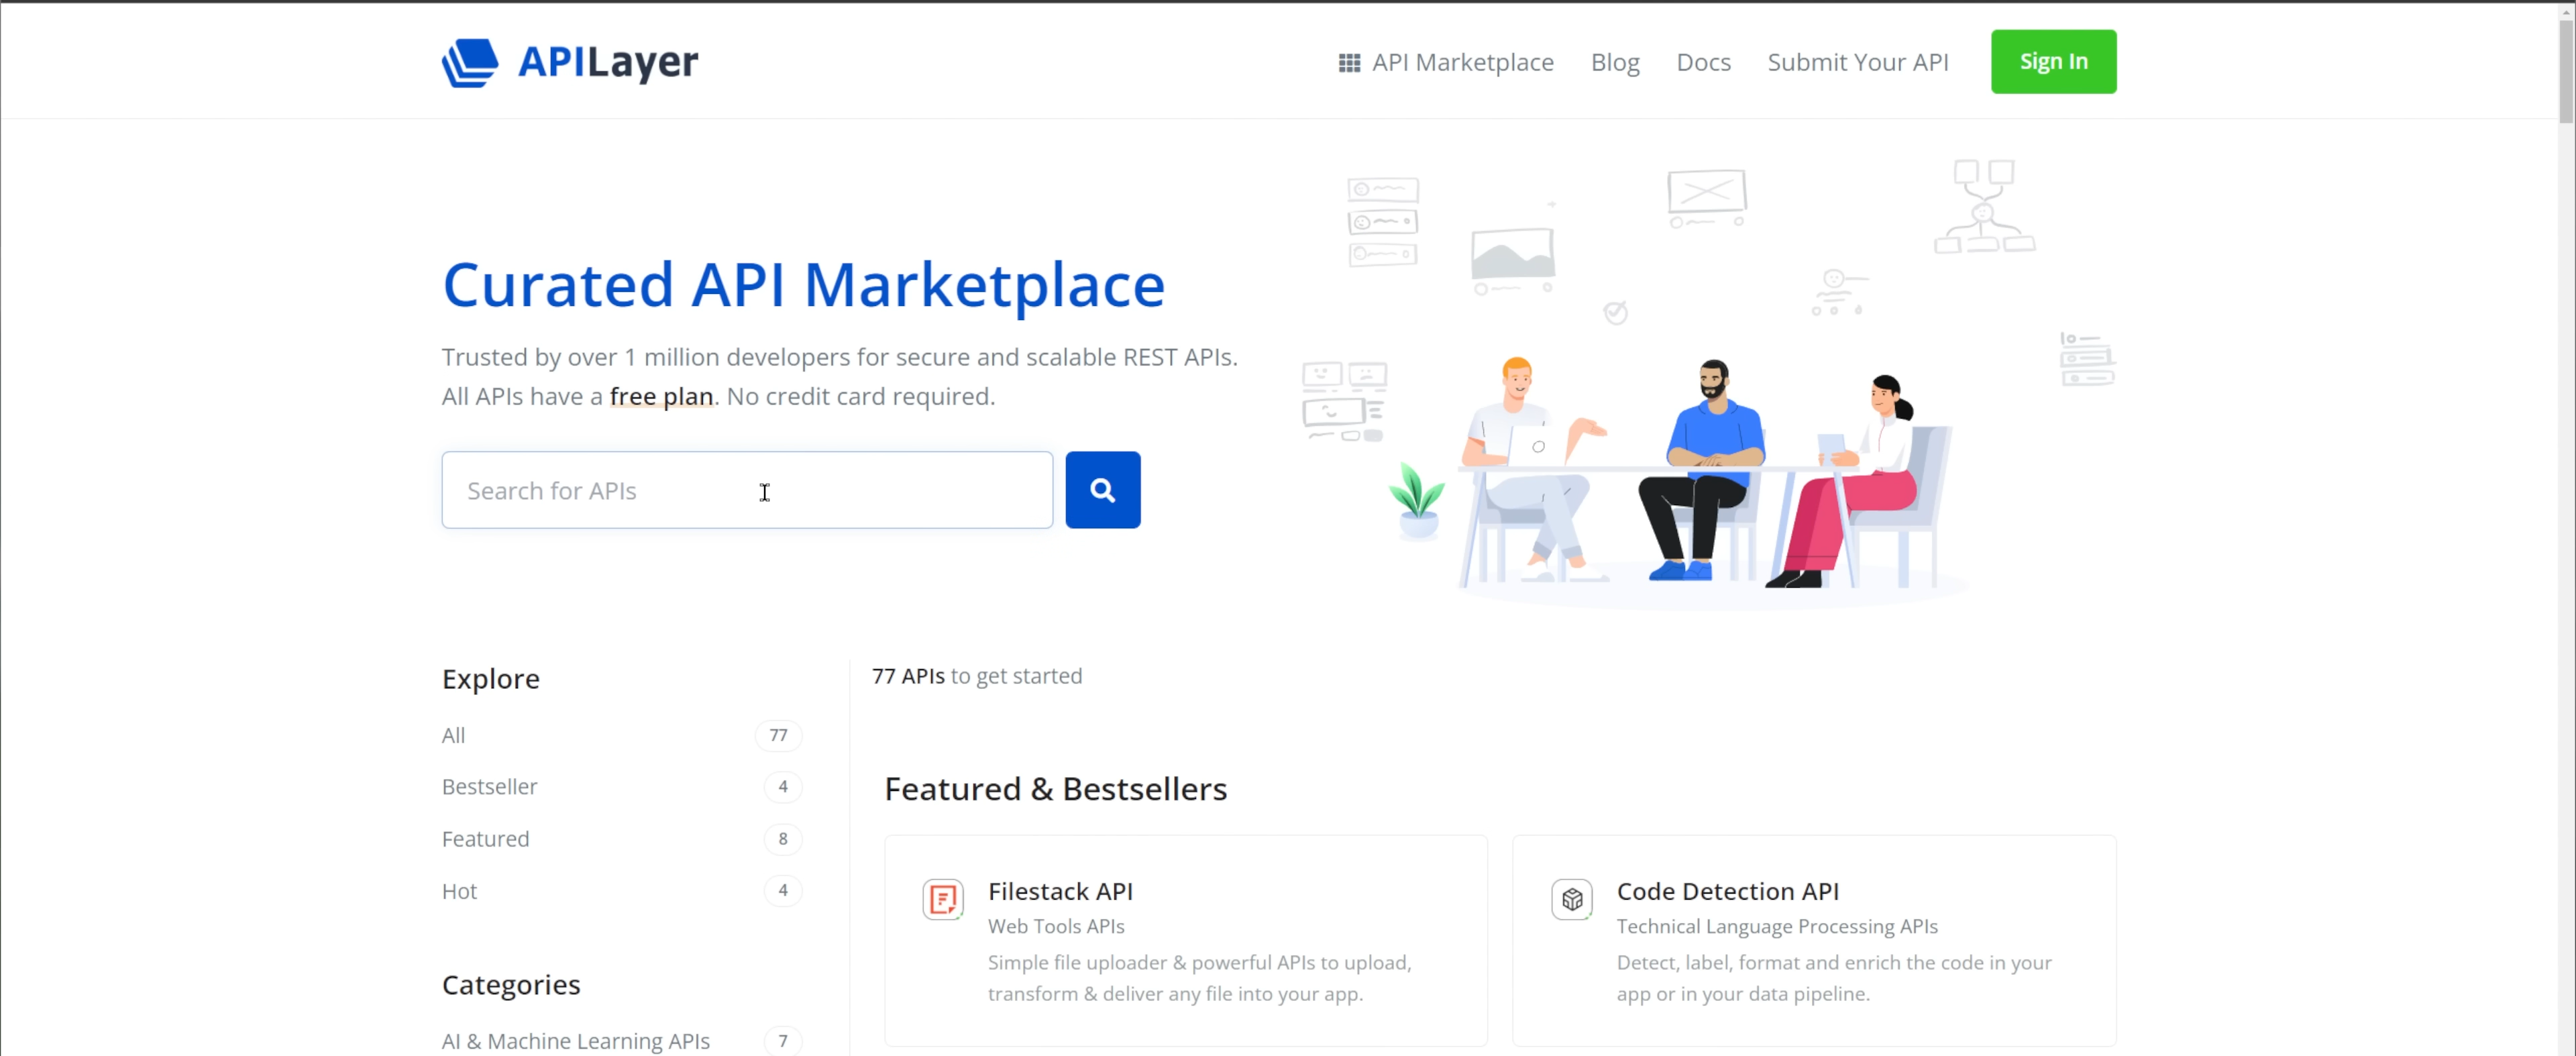 APILayer
API Marketplace
Blog
Docs
Submit Your API
Sign In
Curated API Marketplace
Trusted by over 1 million developers for secure and scalable REST APIs.
All APIs have a free plan. No credit card required.
Search for APIs
Explore
All 77
Bestseller 4
Featured 8
Hot 4
Categories
AI & Machine Learning APIs 7
77 APIs to get started
Featured & Bestsellers
Filestack API
Web Tools APIs
Simple file uploader & powerful APIs to upload,
transform & deliver any file into your app.
Code Detection API
Technical Language Processing APIs
Detect, label, format and enrich the code in your
app or in your data pipeline.